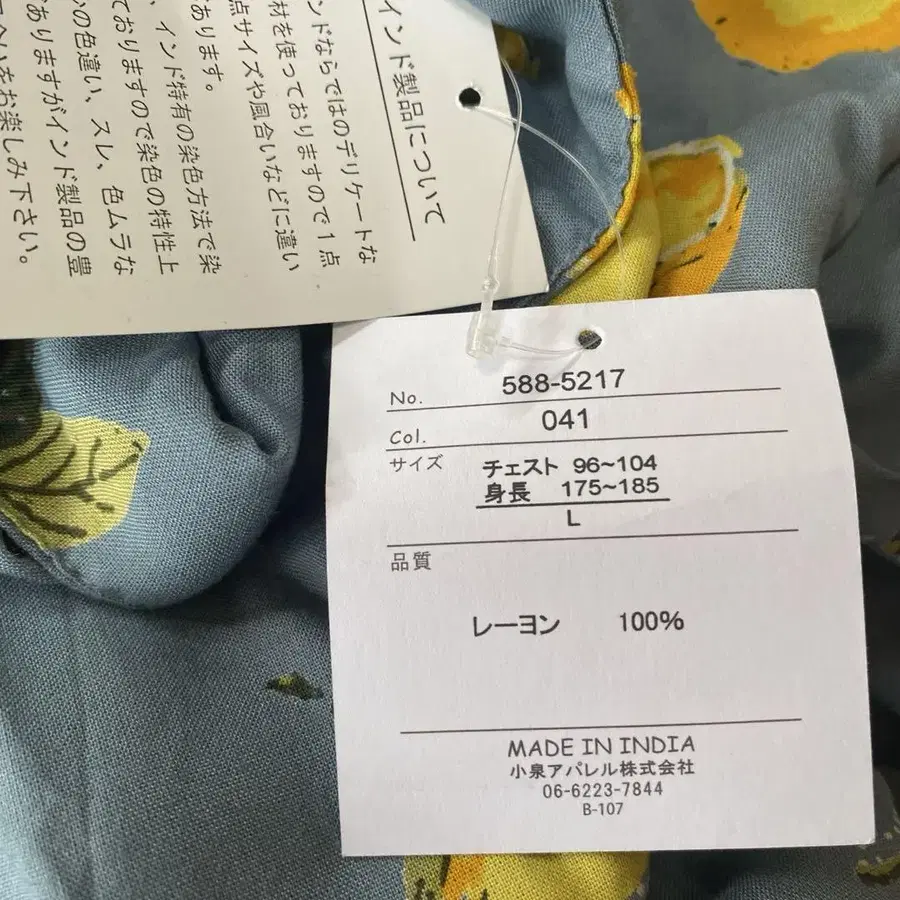 インド製品について
ンドならではのデリケートな
材を使っておりますので1点
点サイズや風合いなどに違い
あります。
、インド特有の染色方法で染
ておりますので染色の特性上
の色違い、スレ、色ムラな
ありますがインド製品の豊
いをお楽しみ下さい。
No. 588-5217
Col. 041
サイズ チェスト 96~104
身長 175~185
L
品質
レーヨン 100%
MADE IN INDIA
小泉アパレル株式会社
06-6223-7844
B-107